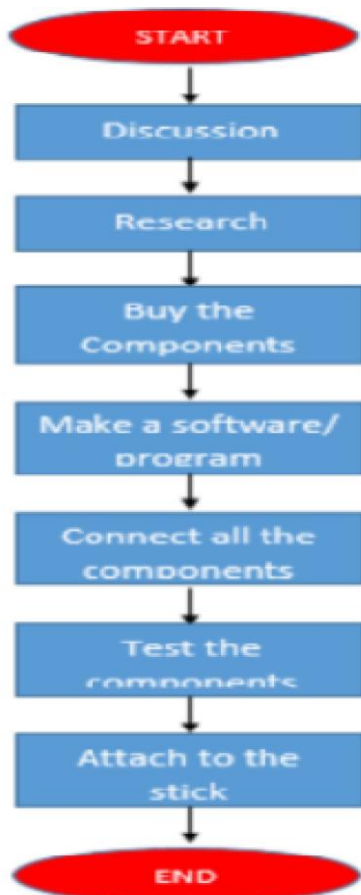 START
Discussion
Research
Buy the
Components
Make a software/
program
Connect all the
components
Test the
components
Attach to the
stick
END